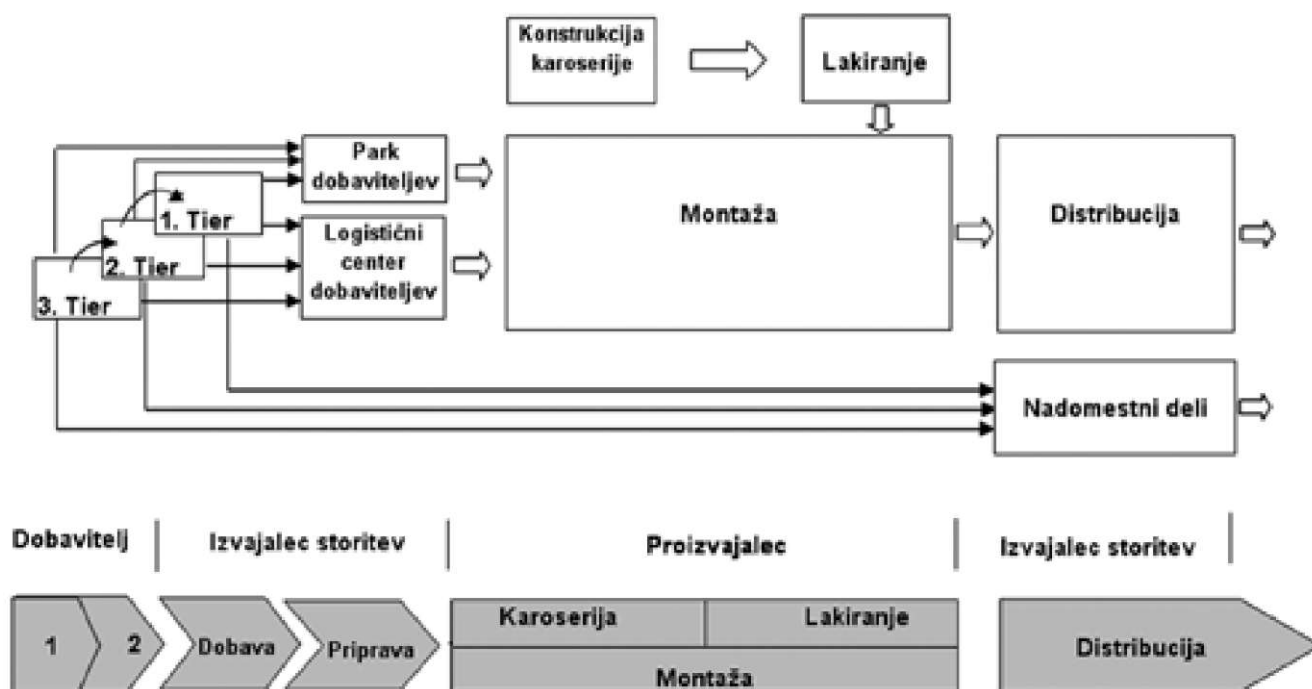 Konstrukcija
karoserije
Lakiranje
Park
dobaviteljev
1. Tier
2. Tier
3. Tier
Logistični
center
dobaviteljev
Montaža
Distribucija
Nadomestni deli
Dobavitelj
Izvajalec storitev
Proizvajalec
Izvajalec storitev
1
2
Dobava
Priprava
Karoserija
Lakiranje
Montaža
Distribucija